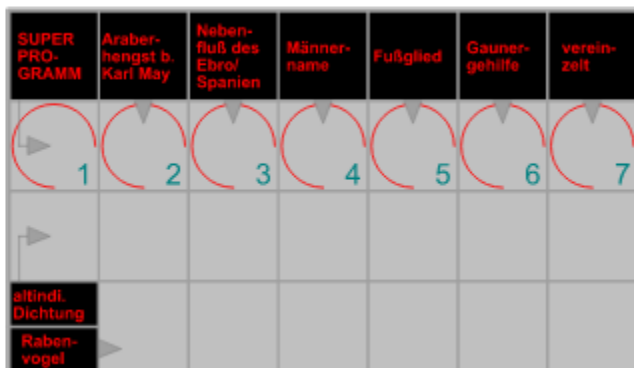 SUPER
PRO-
GRAMM
Araber-
hengst b.
Karl May
Neben-
fluß des
Ebro/
Spanien
Männer-
name
Fußglied
Gauner-
gehilfe
verein-
zelt
1
2
3
4
5
6
7
altindi.
Dichtung
Raben-
vogel